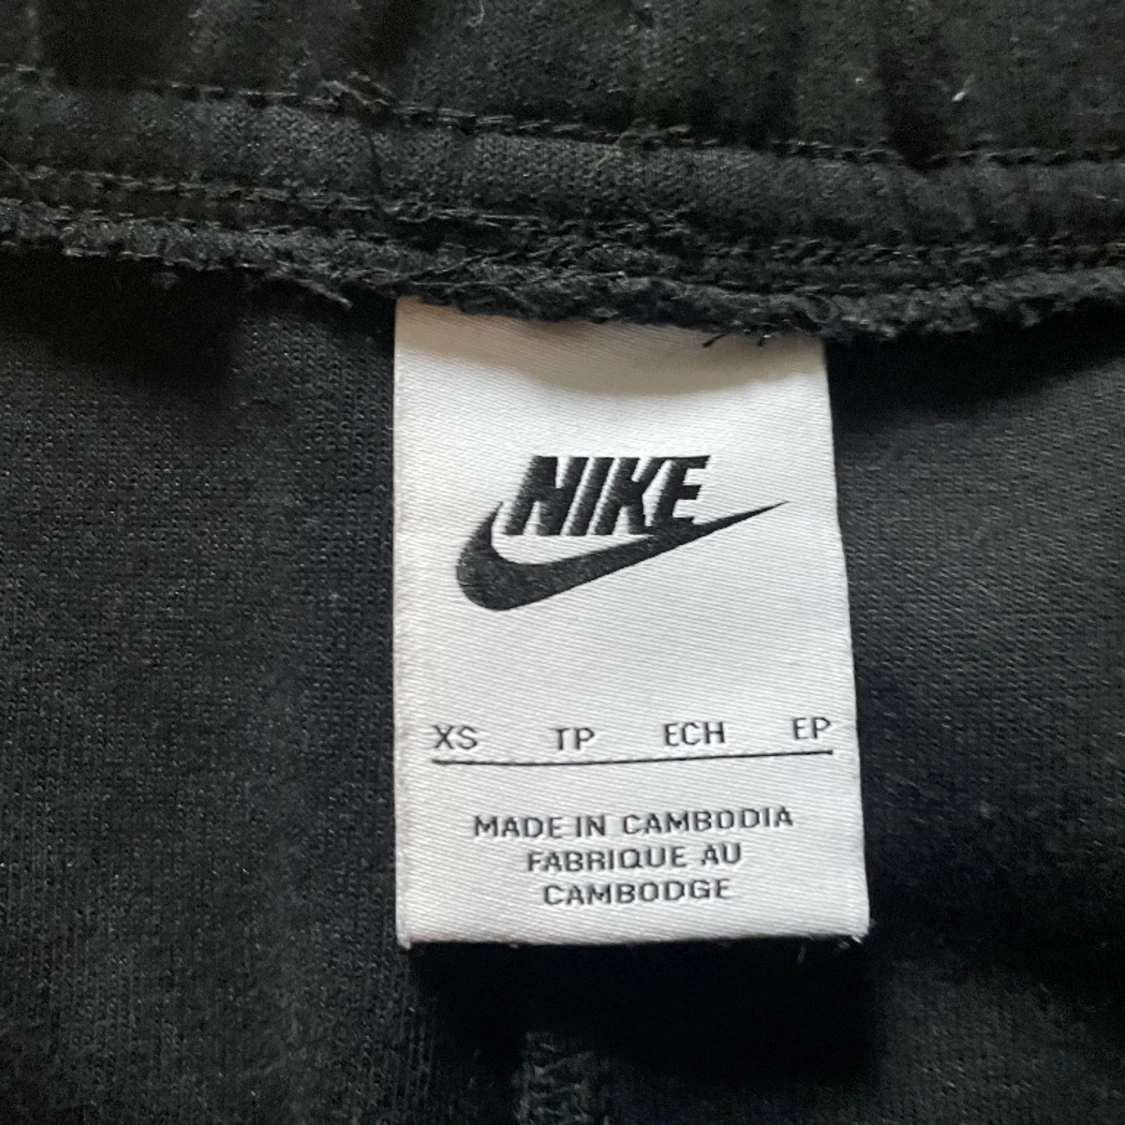 NIKE
XS TP ECH EP
MADE IN CAMBODIA
FABRIQUE AU
CAMBODGE